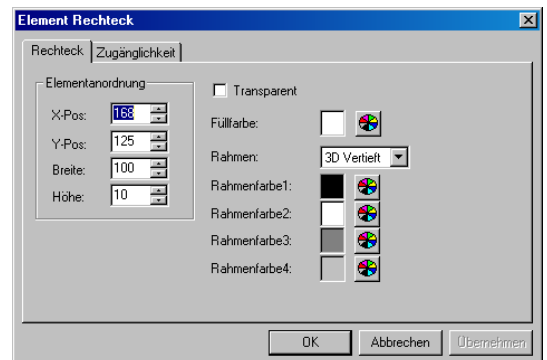 Element Rechteck
Rechteck Zugänglichkeit
Elementanordnung
X-Pos: 168
Y-Pos: 125
Breite: 100
Höhe: 10
Transparent
Füllfarbe:
Rahmen: 3D Vertieft
Rahmenfarbe1:
Rahmenfarbe2:
Rahmenfarbe3:
Rahmenfarbe4:
OK Abbrechen Übernehmen